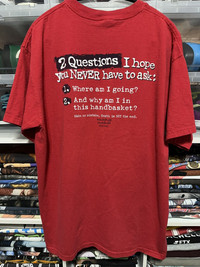 2 Questions I hope
you NEVER have to ask:
1. Where am I going?
2. And why am I in
this handbasket?